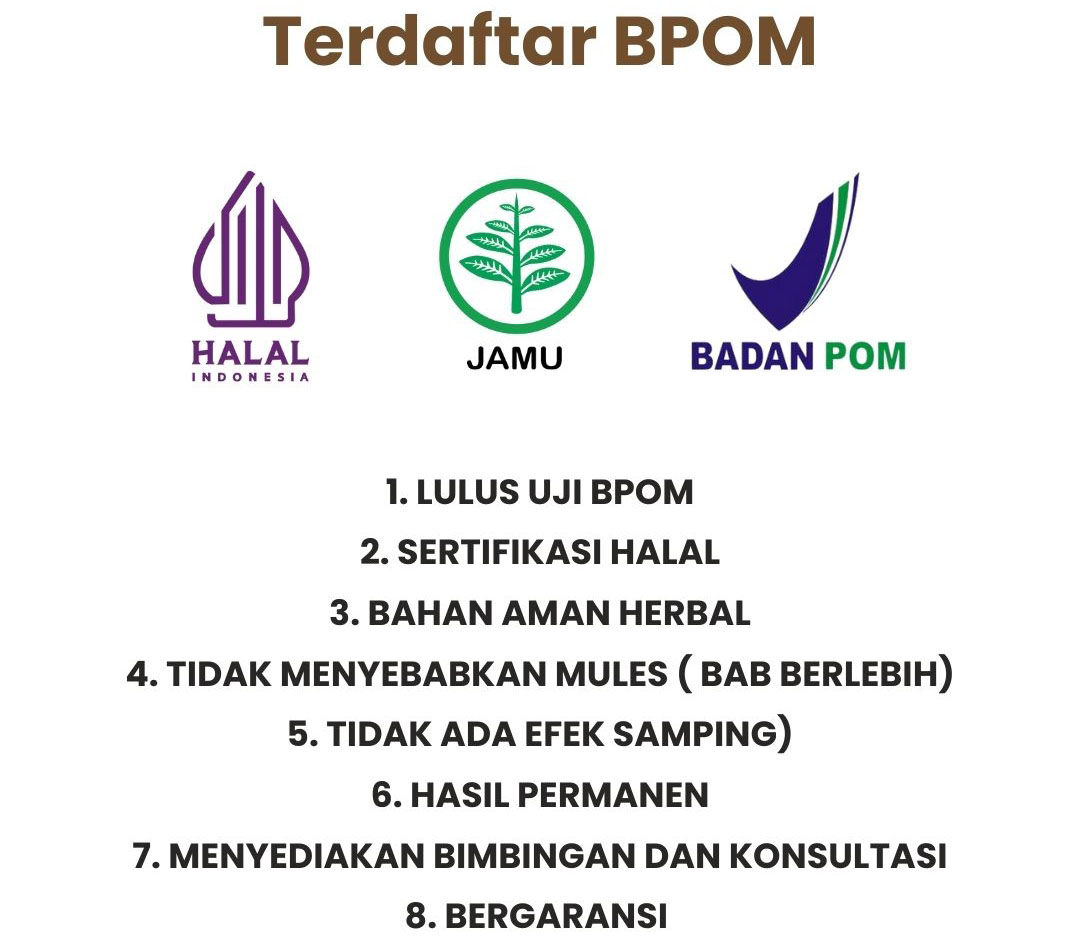 Terdaftar BPOM
HALAL
INDONESIA
JAMU
BADAN POM
1. LULUS UJI BPOM
2. SERTIFIKASI HALAL
3. BAHAN AMAN HERBAL
4. TIDAK MENYEBABKAN MULES ( BAB BERLEBIH)
5. TIDAK ADA EFEK SAMPING)
6. HASIL PERMANEN
7. MENYEDIAKAN BIMBINGAN DAN KONSULTASI
8. BERGARANSI